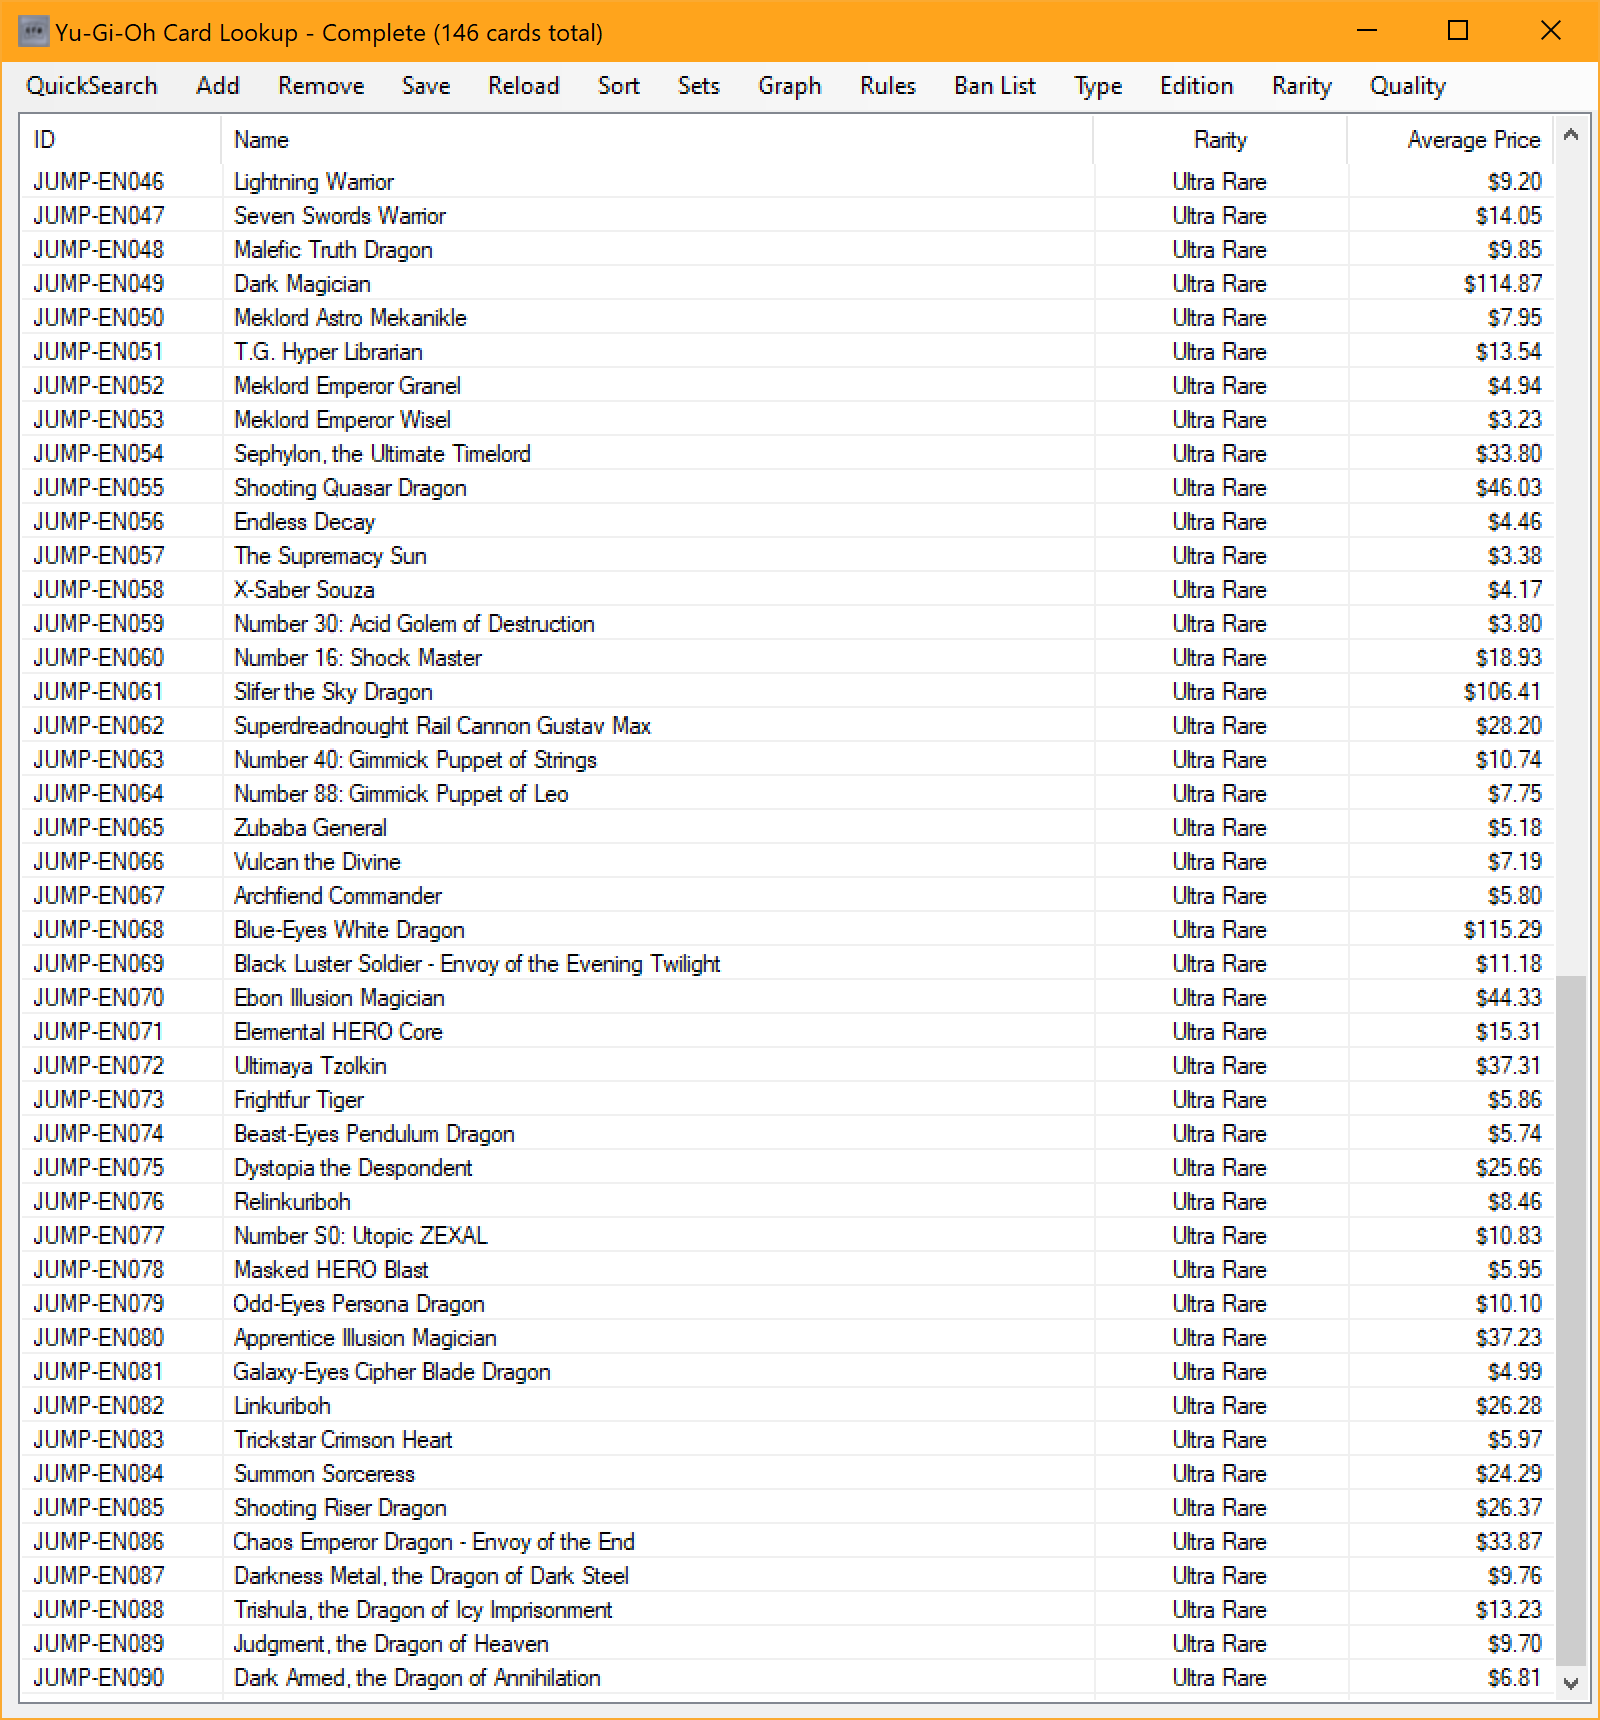 Yu-Gi-Oh Card Lookup - Complete (146 cards total)
QuickSearch Add Remove Save Reload Sort Sets Graph Rules Ban List Type Edition Rarity Quality
ID Name Rarity Average Price
JUMP-EN046 Lightning Warrior Ultra Rare $9.20
JUMP-EN047 Seven Swords Warrior Ultra Rare $14.05
JUMP-EN048 Malefic Truth Dragon Ultra Rare $9.85
JUMP-EN049 Dark Magician Ultra Rare $114.87
JUMP-EN050 Meklord Astro Mekanikle Ultra Rare $7.95
JUMP-EN051 T.G. Hyper Librarian Ultra Rare $13.54
JUMP-EN052 Meklord Emperor Granel Ultra Rare $4.94
JUMP-EN053 Meklord Emperor Wisel Ultra Rare $3.23
JUMP-EN054 Sephylon, the Ultimate Timelord Ultra Rare $33.80
JUMP-EN055 Shooting Quasar Dragon Ultra Rare $46.03
JUMP-EN056 Endless Decay Ultra Rare $4.46
JUMP-EN057 The Supremacy Sun Ultra Rare $3.38
JUMP-EN058 X-Saber Souza Ultra Rare $4.17
JUMP-EN059 Number 30: Acid Golem of Destruction Ultra Rare $3.80
JUMP-EN060 Number 16: Shock Master Ultra Rare $18.93
JUMP-EN061 Slifer the Sky Dragon Ultra Rare $106.41
JUMP-EN062 Superdreadnought Rail Cannon Gustav Max Ultra Rare $28.20
JUMP-EN063 Number 40: Gimmick Puppet of Strings Ultra Rare $10.74
JUMP-EN064 Number 88: Gimmick Puppet of Leo Ultra Rare $7.75
JUMP-EN065 Zubaba General Ultra Rare $5.18
JUMP-EN066 Vulcan the Divine Ultra Rare $7.19
JUMP-EN067 Archfiend Commander Ultra Rare $5.80
JUMP-EN068 Blue-Eyes White Dragon Ultra Rare $115.29
JUMP-EN069 Black Luster Soldier - Envoy of the Evening Twilight Ultra Rare $11.18
JUMP-EN070 Ebon Illusion Magician Ultra Rare $44.33
JUMP-EN071 Elemental HERO Core Ultra Rare $15.31
JUMP-EN072 Ultimaya Tzolkin Ultra Rare $37.31
JUMP-EN073 Frightfur Tiger Ultra Rare $5.86
JUMP-EN074 Beast-Eyes Pendulum Dragon Ultra Rare $5.74
JUMP-EN075 Dystopia the Despondent Ultra Rare $25.66
JUMP-EN076 Relinkuriboh Ultra Rare $8.46
JUMP-EN077 Number S0: Utopic ZEXAL Ultra Rare $10.83
JUMP-EN078 Masked HERO Blast Ultra Rare $5.95
JUMP-EN079 Odd-Eyes Persona Dragon Ultra Rare $10.10
JUMP-EN080 Apprentice Illusion Magician Ultra Rare $37.23
JUMP-EN081 Galaxy-Eyes Cipher Blade Dragon Ultra Rare $4.99
JUMP-EN082 Linkuriboh Ultra Rare $26.28
JUMP-EN083 Trickstar Crimson Heart Ultra Rare $5.97
JUMP-EN084 Summon Sorceress Ultra Rare $24.29
JUMP-EN085 Shooting Riser Dragon Ultra Rare $26.37
JUMP-EN086 Chaos Emperor Dragon - Envoy of the End Ultra Rare $33.87
JUMP-EN087 Darkness Metal, the Dragon of Dark Steel Ultra Rare $9.76
JUMP-EN088 Trishula, the Dragon of Icy Imprisonment Ultra Rare $13.23
JUMP-EN089 Judgment, the Dragon of Heaven Ultra Rare $9.70
JUMP-EN090 Dark Armed, the Dragon of Annihilation Ultra Rare $6.81